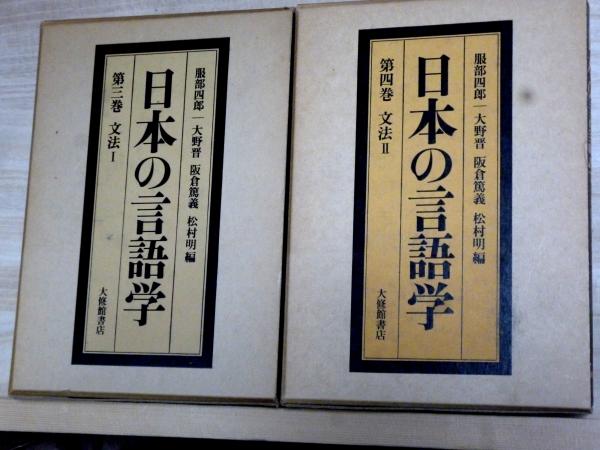 服部四郎 大野晋 阪倉篤義 松村明 編
日本の言語学
第三巻 文法Ⅰ
大修館書店
服部四郎 大野晋 阪倉篤義 松村明 編
日本の言語学
第四巻 文法Ⅱ
大修館書店